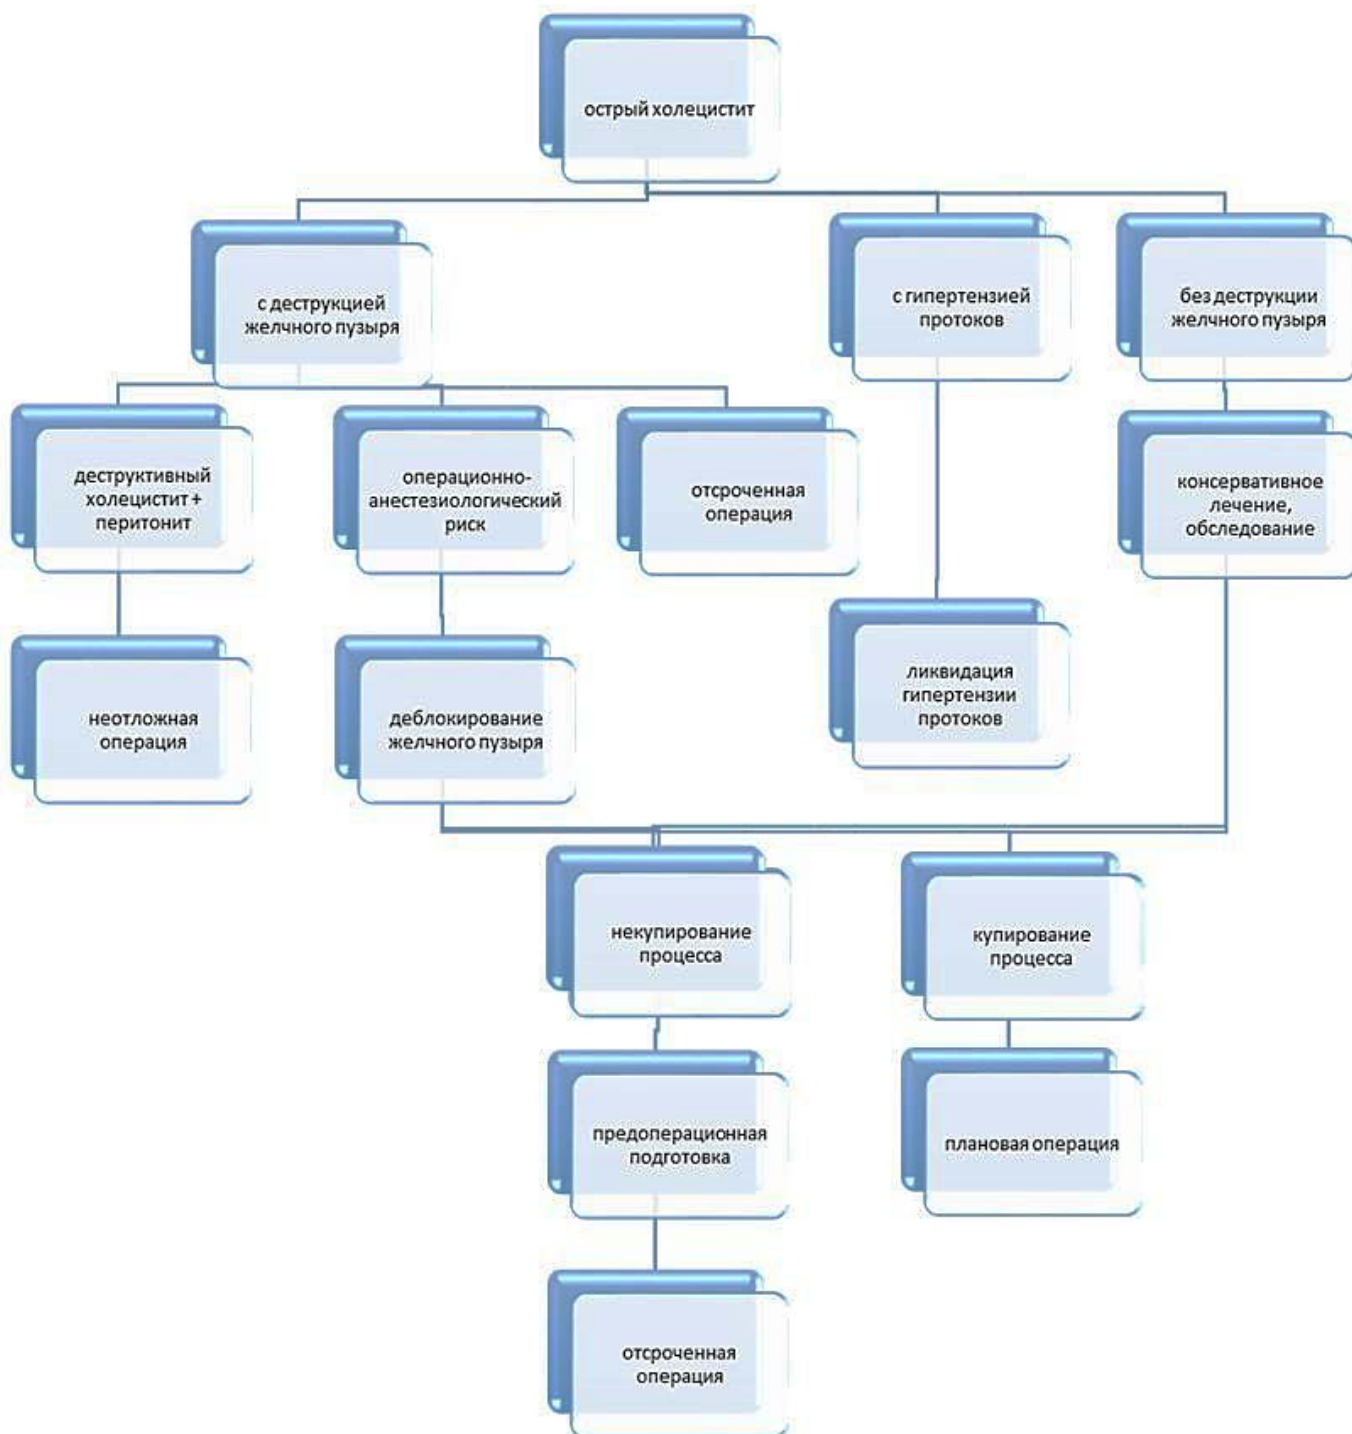 острый холецистит
с деструкцией
желчного пузыря
с гипертензией
протоков
без деструкции
желчного пузыря
деструктивный
холецистит +
перитонит
операционно-
анестезиологический
риск
отсроченная
операция
консервативное
лечение,
обследование
неотложная
операция
деблокирование
желчного пузыря
ликвидация
гипертензии
протоков
некупирование
процесса
купирование
процесса
предоперационная
подготовка
плановая операция
отсроченная
операция